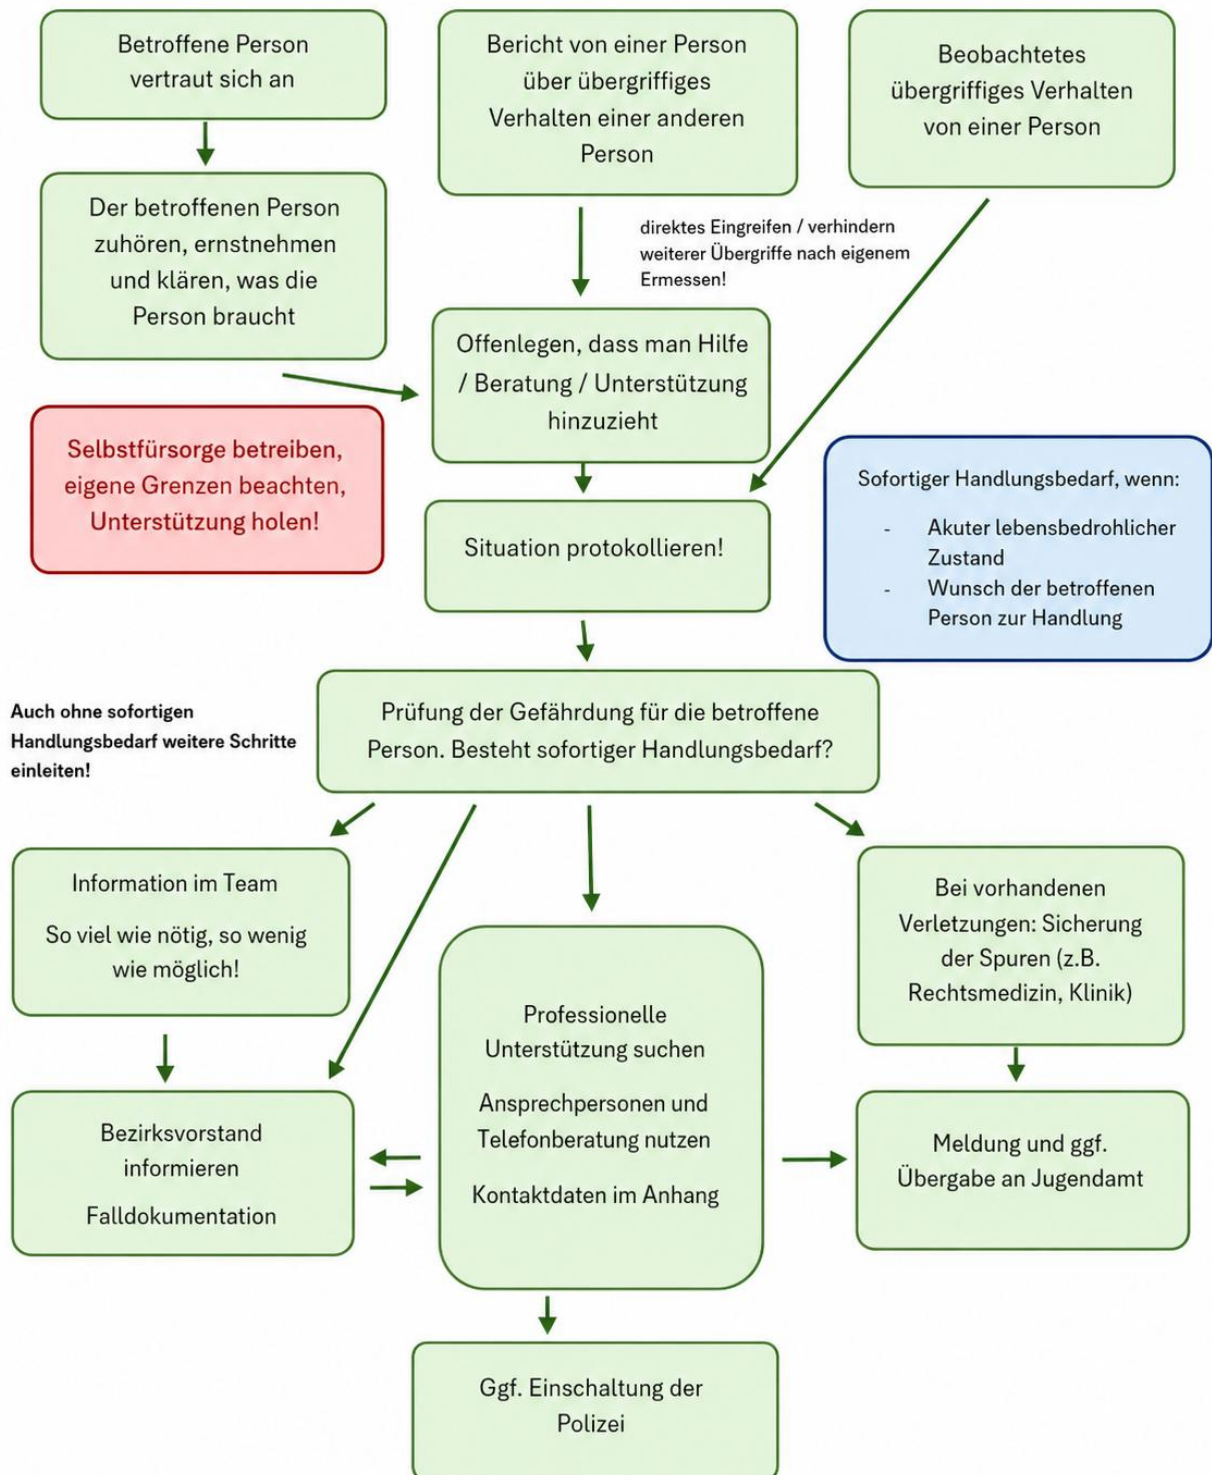 Betroffene Person
vertraut sich an
Bericht von einer Person
über übergriffiges
Verhalten einer anderen
Person
Beobachtetes
übergriffiges Verhalten
von einer Person
Der betroffenen Person
zuhören, ernstnehmen
und klären, was die
Person braucht
direktes Eingreifen / verhindern
weiterer Übergriffe nach eigenem
Ermessen!
Offenlegen, dass man Hilfe
/ Beratung / Unterstützung
hinzuzieht
Selbstfürsorge betreiben,
eigene Grenzen beachten,
Unterstützung holen!
Situation protokollieren!
Sofortiger Handlungsbedarf, wenn:
- Akuter lebensbedrohlicher
Zustand
- Wunsch der betroffenen
Person zur Handlung
Auch ohne sofortigen
Handlungsbedarf weitere Schritte
einleiten!
Prüfung der Gefährdung für die betroffene
Person. Besteht sofortiger Handlungsbedarf?
Information im Team
So viel wie nötig, so wenig
wie möglich!
Bei vorhandenen
Verletzungen: Sicherung
der Spuren (z.B.
Rechtsmedizin, Klinik)
Professionelle
Unterstützung suchen
Ansprechpersonen und
Telefonberatung nutzen
Kontaktdaten im Anhang
Bezirksvorstand
informieren
Falldokumentation
Meldung und ggf.
Übergabe an Jugendamt
Ggf. Einschaltung der
Polizei